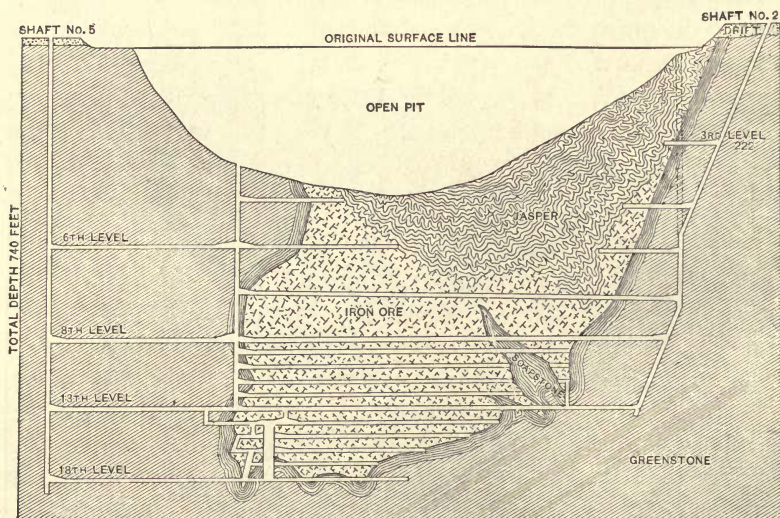 SHAFT No. 5
SHAFT No. 2
ORIGINAL SURFACE LINE
DRIFT
OPEN PIT
3RD LEVEL
222
JASPER
6TH LEVEL
IRON ORE
8TH LEVEL
SOAPSTONE
13TH LEVEL
18TH LEVEL
GREENSTONE
TOTAL DEPTH 740 FEET